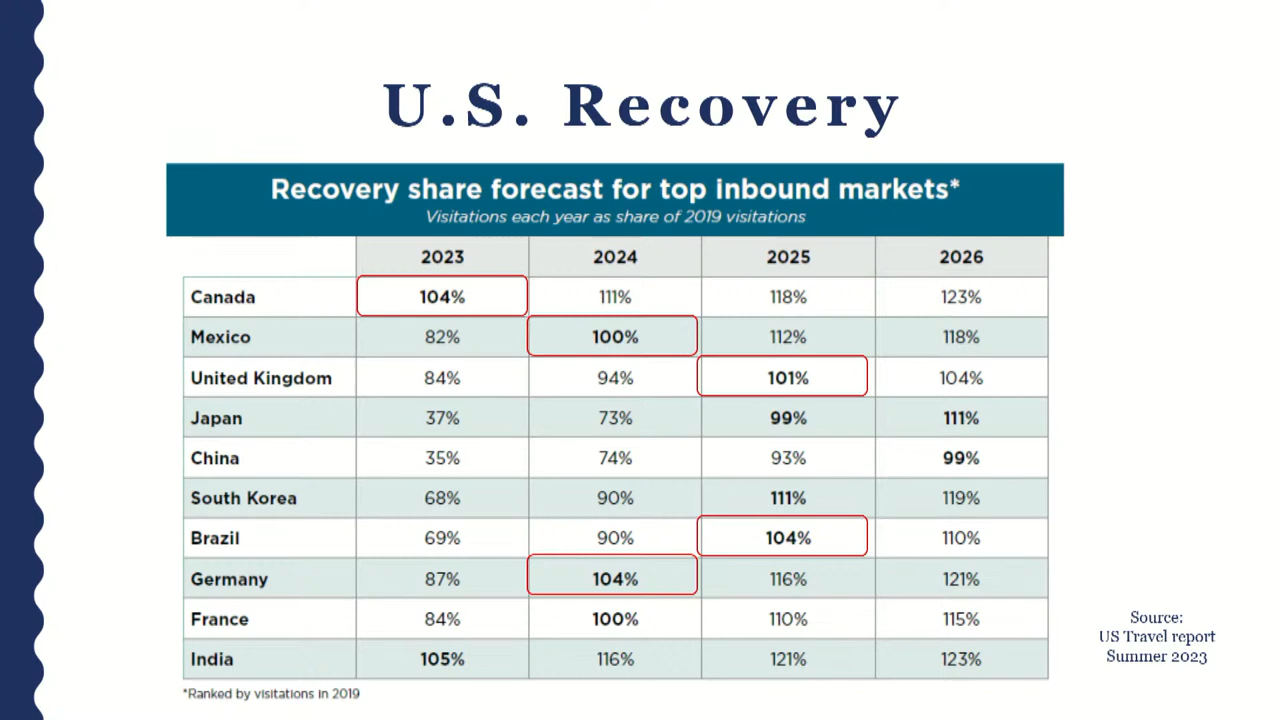 U.S. Recovery
Recovery share forecast for top inbound markets*
Visitations each year as share of 2019 visitations
2023 2024 2025 2026
Canada 104% 111% 118% 123%
Mexico 82% 100% 112% 118%
United Kingdom 84% 94% 101% 104%
Japan 37% 73% 99% 111%
China 35% 74% 93% 99%
South Korea 68% 90% 111% 119%
Brazil 69% 90% 104% 110%
Germany 87% 104% 116% 121%
France 84% 100% 110% 115%
India 105% 116% 121% 123%
*Ranked by visitations in 2019
Source:
US Travel report
Summer 2023